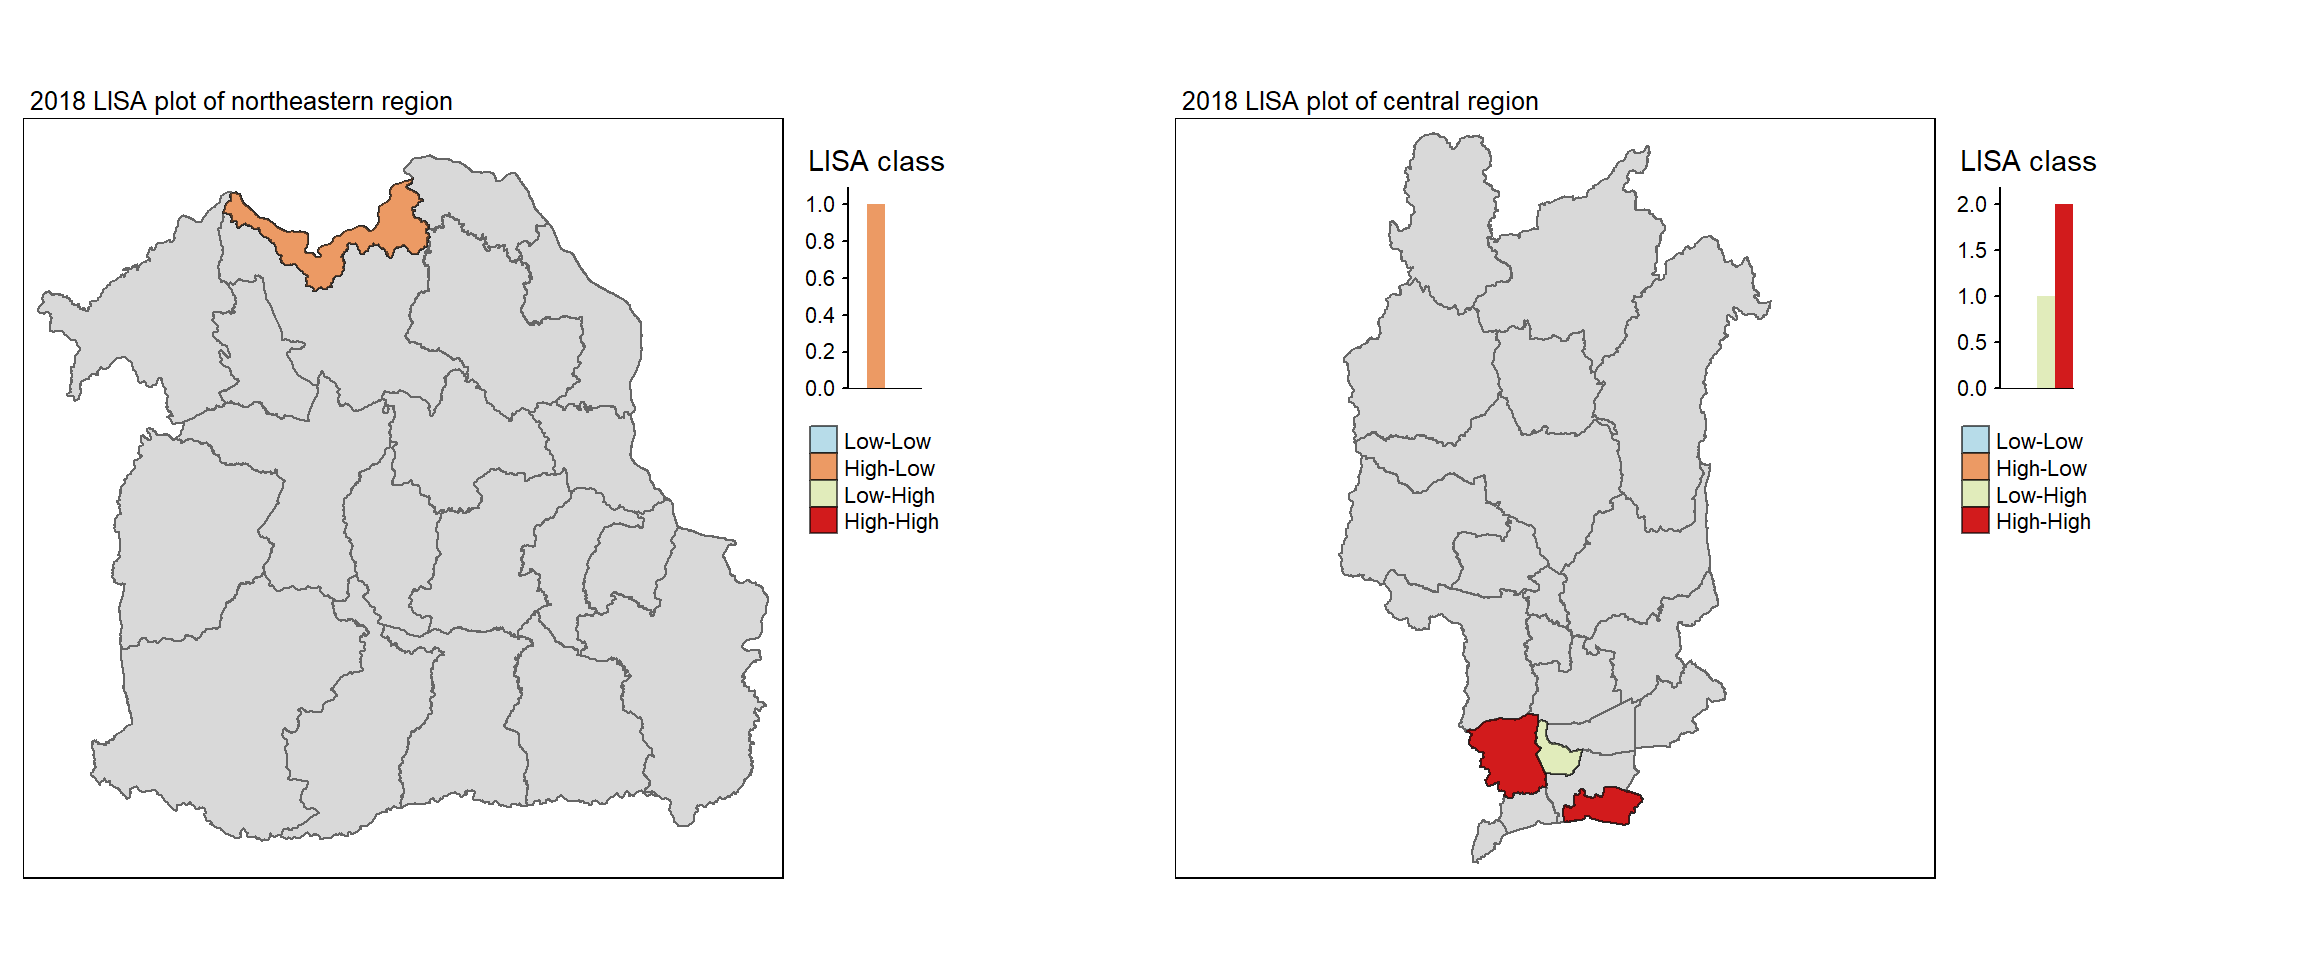 2018 LISA plot of northeastern region
LISA class
1.0
0.8
0.6
0.4
0.2
0.0
Low-Low
High-Low
Low-High
High-High
2018 LISA plot of central region
LISA class
2.0
1.5
1.0
0.5
0.0
Low-Low
High-Low
Low-High
High-High